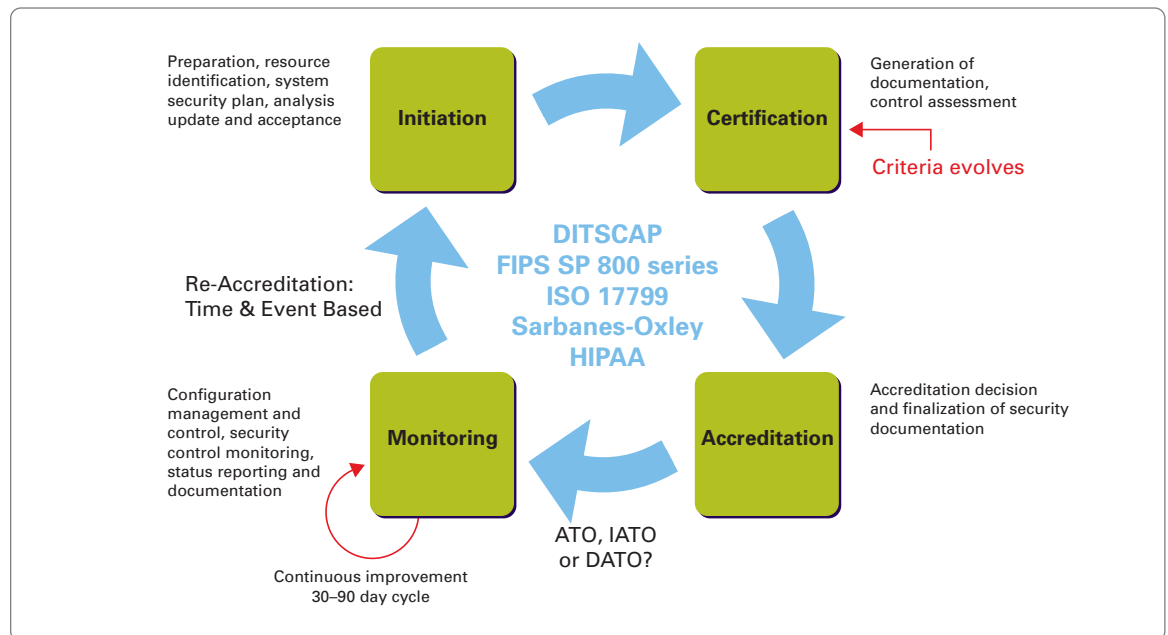 Preparation, resource
identification, system
security plan, analysis
update and acceptance
Initiation
Certification
Generation of
documentation,
control assessment
Criteria evolves
DITSCAP
FIPS SP 800 series
ISO 17799
Sarbanes-Oxley
HIPAA
Re-Accreditation:
Time & Event Based
Configuration
management and
control, security
control monitoring,
status reporting and
documentation
Monitoring
Accreditation
Accreditation decision
and finalization of security
documentation
ATO, IATO
or DATO?
Continuous improvement
30–90 day cycle